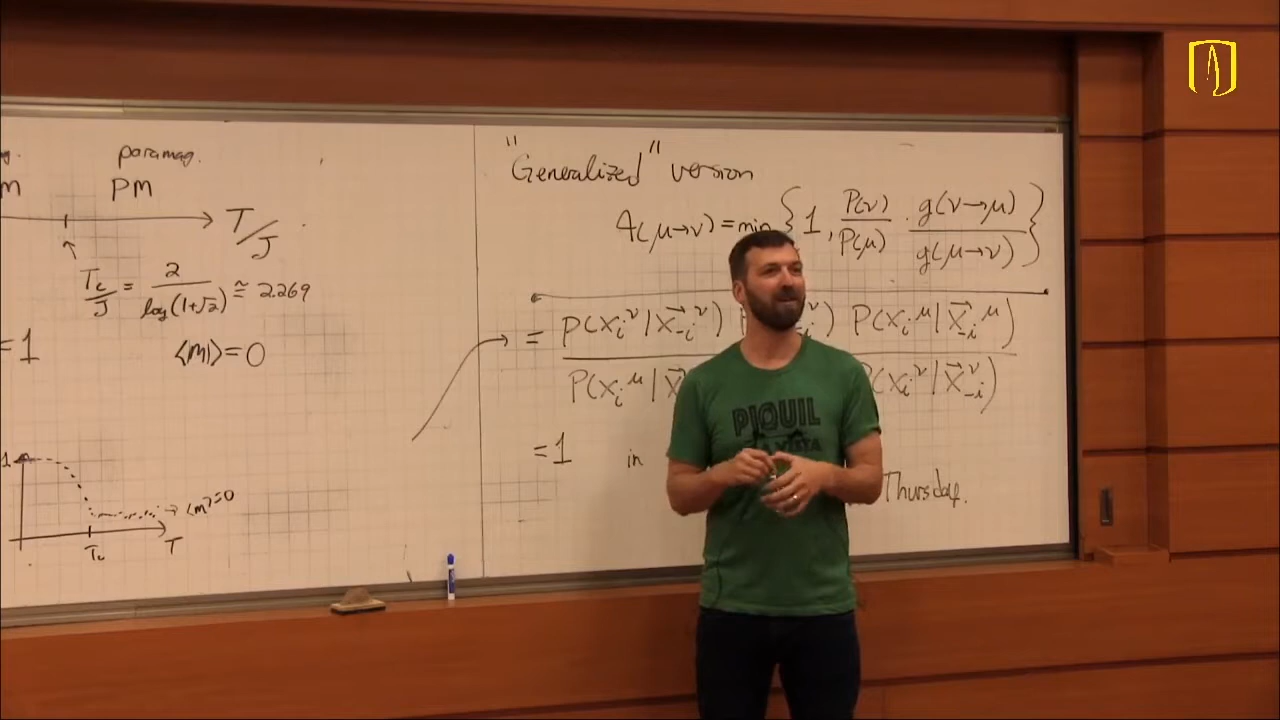 paramag.
PM
T/J
T_c/J = 2/log(1+√2) ≅ 2.269
=1
⟨|m|⟩=0
1
→ ⟨m⟩=0
T_c
T
"Generalized" version
A(μ→ν) = min {1, P(ν)/P(μ) · g(ν→μ)/g(μ→ν)}
= P(x_i^ν | x⃗_{-i}^ν) P(x_i^μ | x⃗_{-i}^μ)
P(x_i^μ | x⃗ P(x_i^ν | x⃗_{-i}^ν)
=1 in Thursday.
PIQUIL